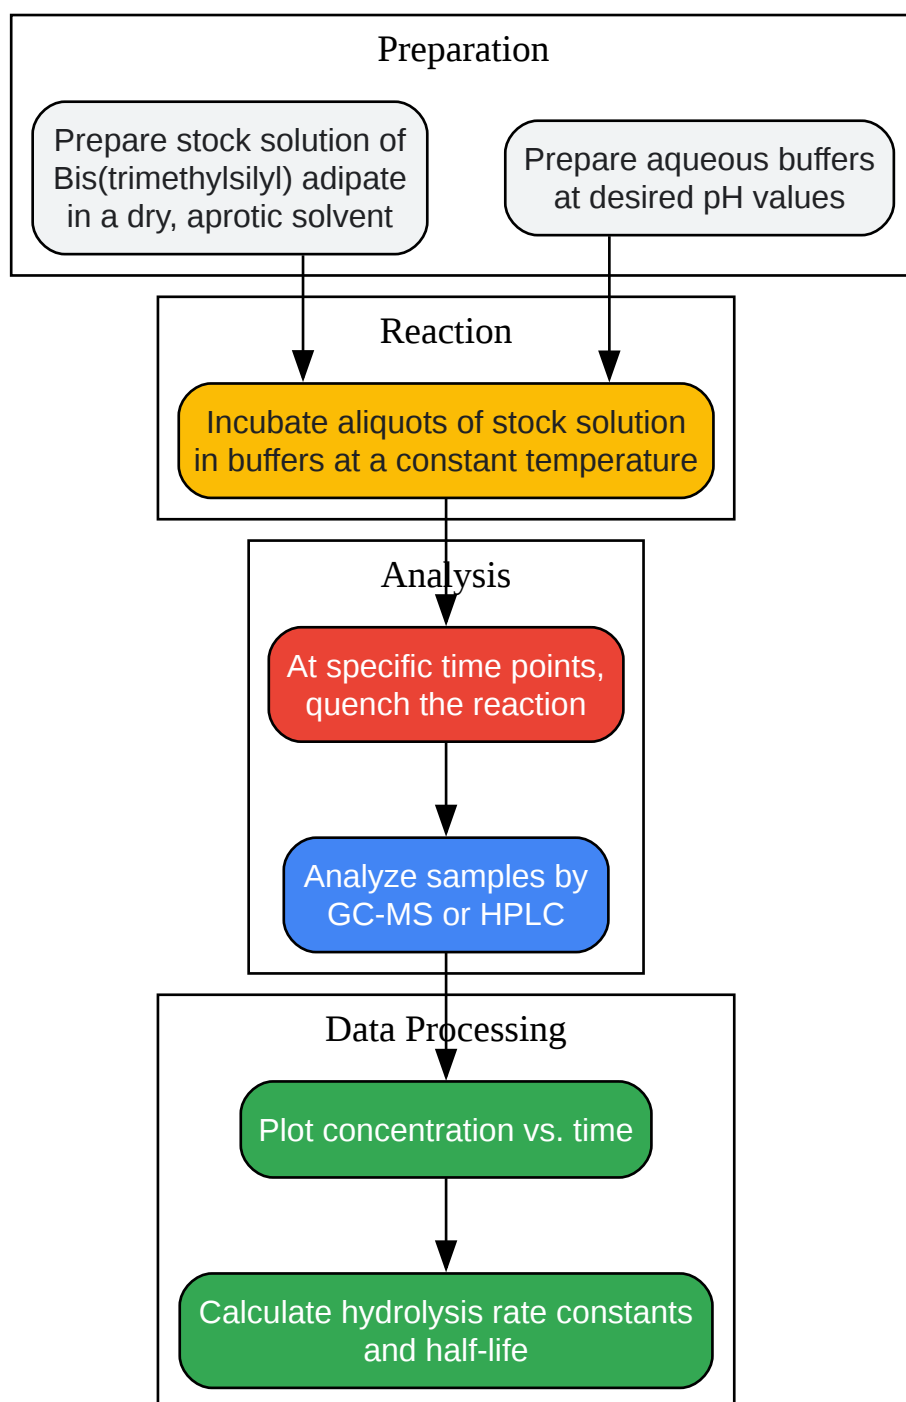 Preparation
Prepare stock solution of
Bis(trimethylsilyl) adipate
in a dry, aprotic solvent
Prepare aqueous buffers
at desired pH values
Reaction
Incubate aliquots of stock solution
in buffers at a constant temperature
Analysis
At specific time points,
quench the reaction
Analyze samples by
GC-MS or HPLC
Data Processing
Plot concentration vs. time
Calculate hydrolysis rate constants
and half-life